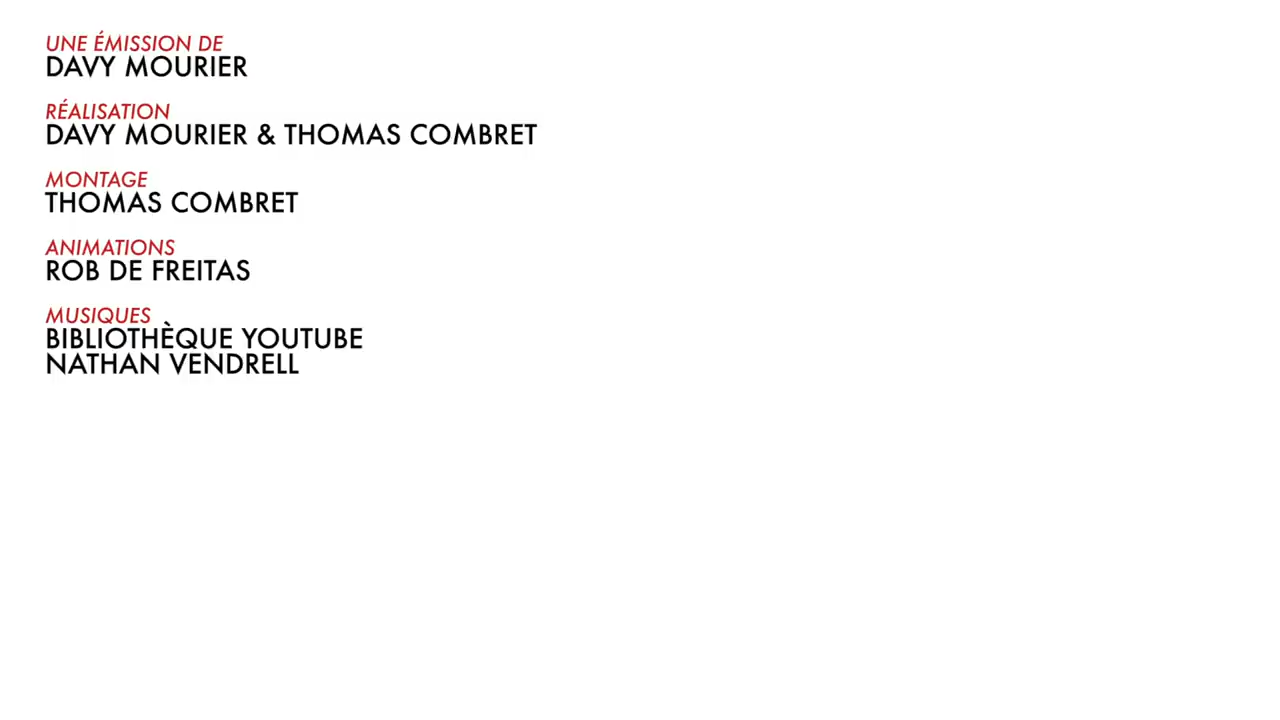 UNE ÉMISSION DE
DAVY MOURIER
RÉALISATION
DAVY MOURIER & THOMAS COMBRET
MONTAGE
THOMAS COMBRET
ANIMATIONS
ROB DE FREITAS
MUSIQUES
BIBLIOTHÈQUE YOUTUBE
NATHAN VENDRELL